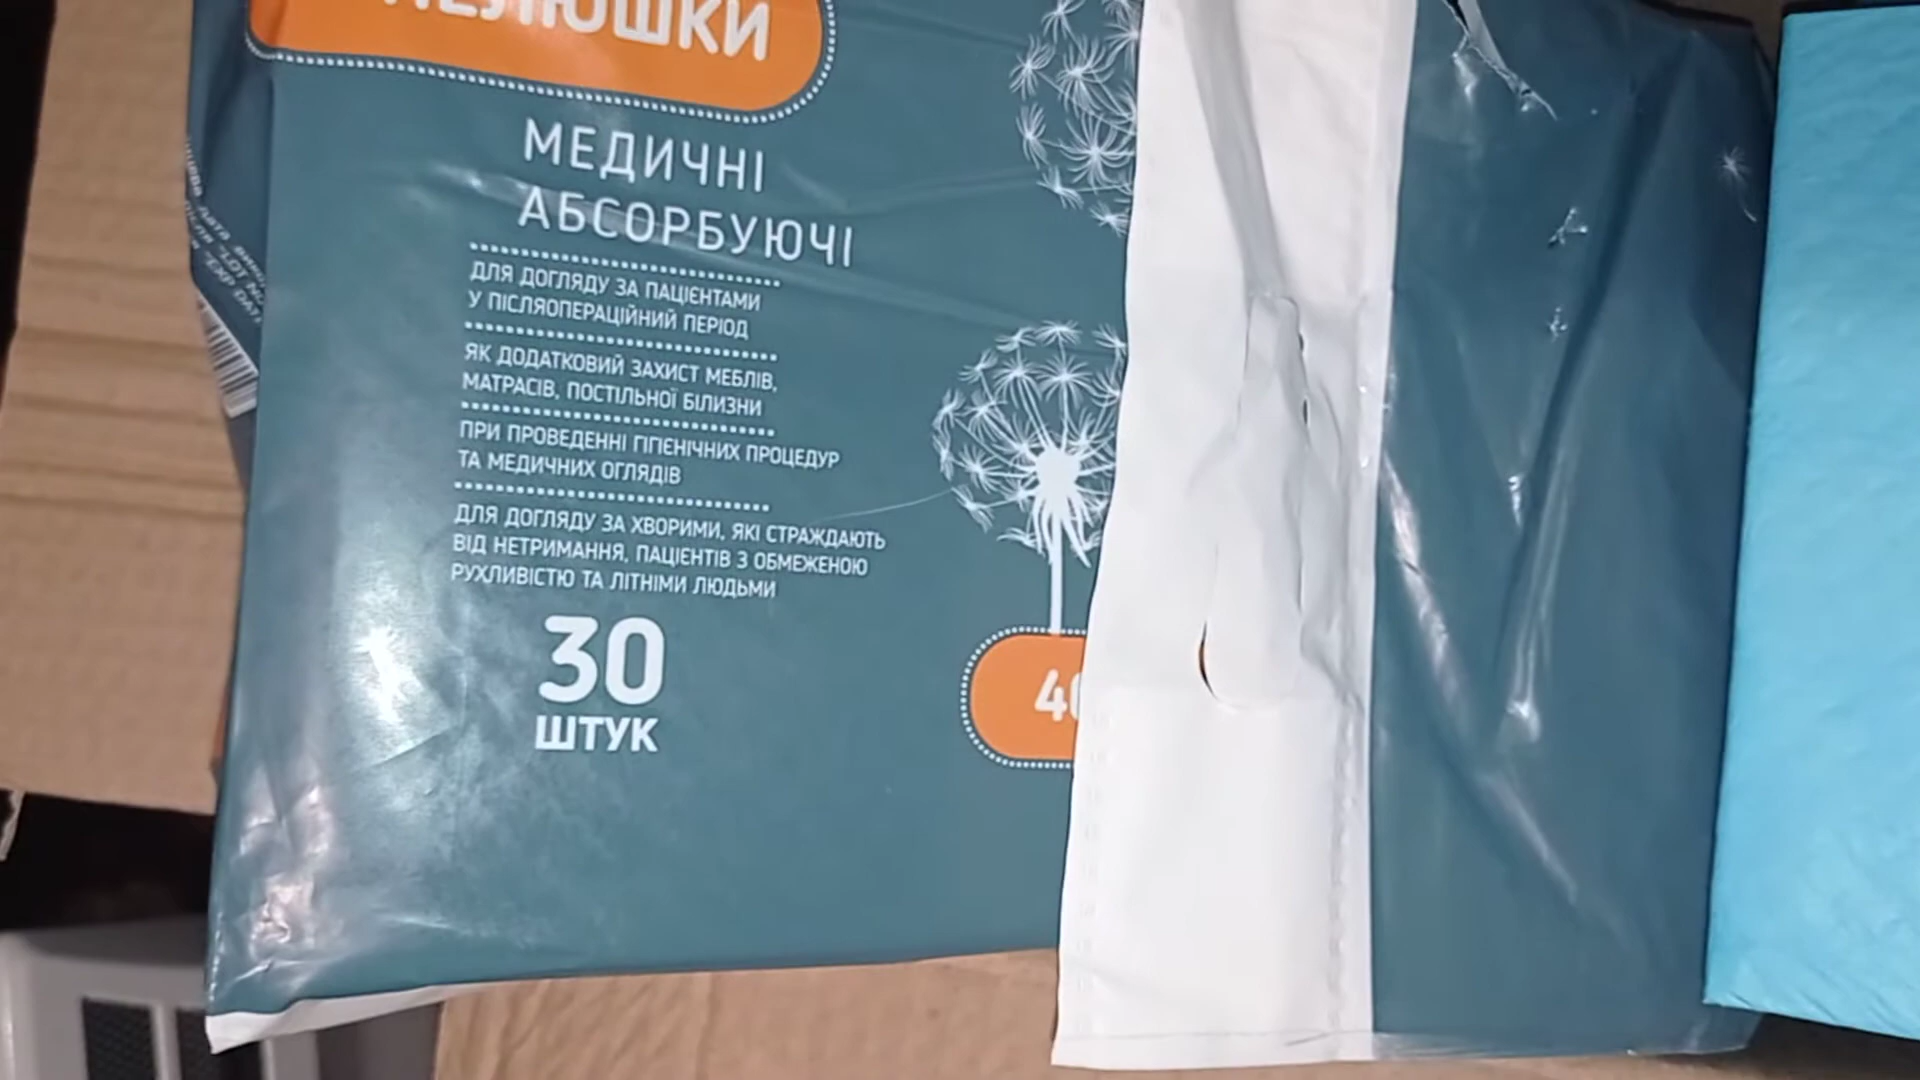 ПЕЛЮШКИ
МЕДИЧНІ
АБСОРБУЮЧІ
ДЛЯ ДОГЛЯДУ ЗА ПАЦІЄНТАМИ
У ПІСЛЯОПЕРАЦІЙНИЙ ПЕРІОД
ЯК ДОДАТКОВИЙ ЗАХИСТ МЕБЛІВ,
МАТРАСІВ, ПОСТІЛЬНОЇ БІЛИЗНИ
ПРИ ПРОВЕДЕННІ ГІГІЄНІЧНИХ ПРОЦЕДУР
ТА МЕДИЧНИХ ОГЛЯДІВ
ДЛЯ ДОГЛЯДУ ЗА ХВОРИМИ, ЯКІ СТРАЖДАЮТЬ
ВІД НЕТРИМАННЯ, ПАЦІЄНТІВ З ОБМЕЖЕНОЮ
РУХЛИВІСТЮ ТА ЛІТНІМИ ЛЮДЬМИ
30
ШТУК